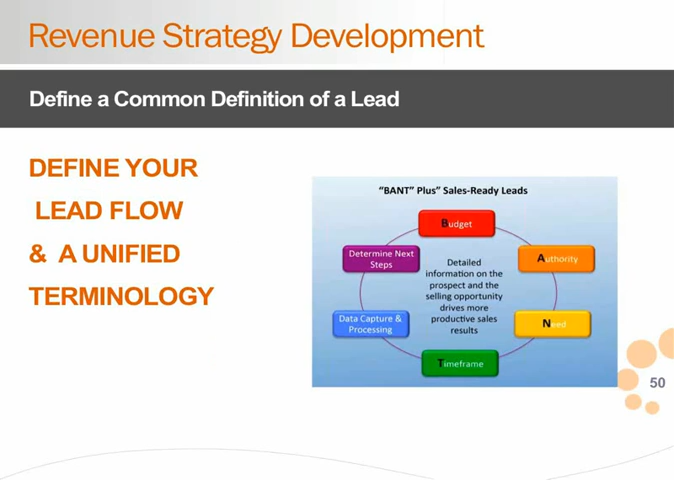 Revenue Strategy Development
Define a Common Definition of a Lead
DEFINE YOUR
LEAD FLOW
& A UNIFIED
TERMINOLOGY
"BANT" Plus" Sales-Ready Leads
Budget
Authority
Need
Timeframe
Data Capture &
Processing
Determine Next
Steps
Detailed
information on the
prospect and the
selling opportunity
drives more
productive sales
results
50